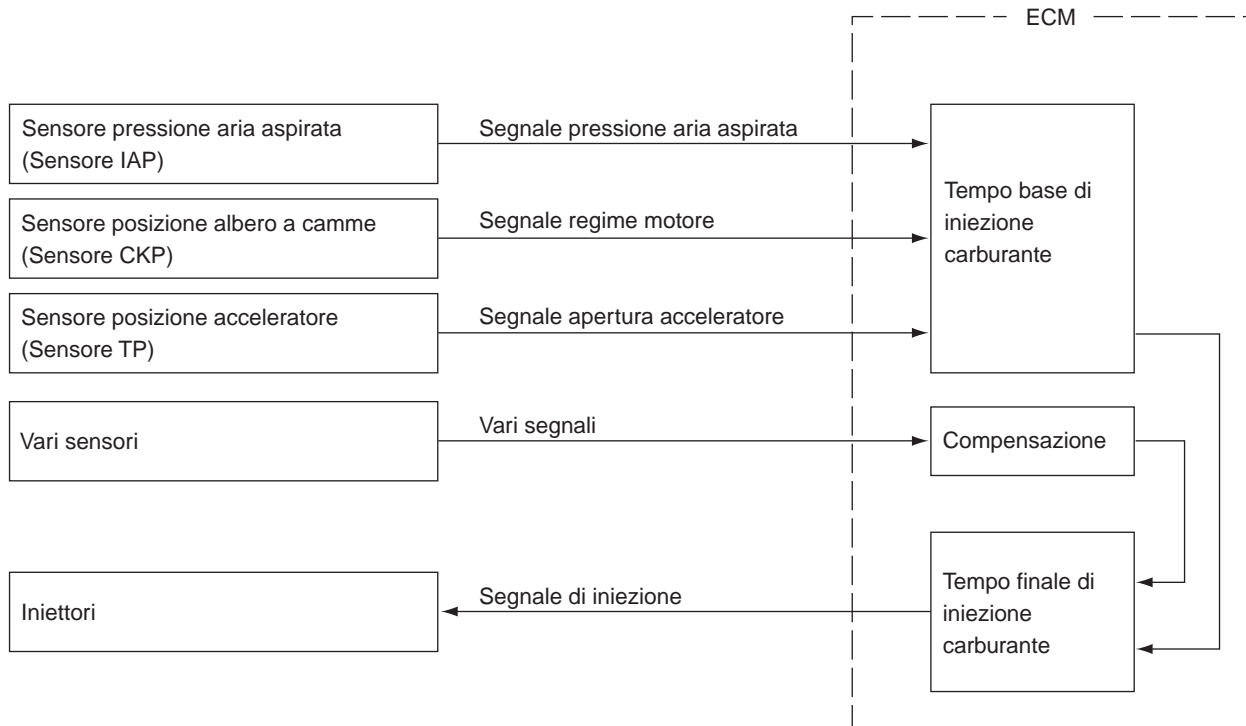 ECM
Sensore pressione aria aspirata
(Sensore IAP)
Segnale pressione aria aspirata
Sensore posizione albero a camme
(Sensore CKP)
Segnale regime motore
Sensore posizione acceleratore
(Sensore TP)
Segnale apertura acceleratore
Tempo base di
iniezione
carburante
Vari sensori
Vari segnali
Compensazione
Iniettori
Segnale di iniezione
Tempo finale di
iniezione
carburante